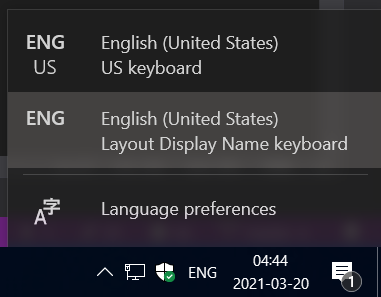 ENG English (United States)
US US keyboard
ENG English (United States)
Layout Display Name keyboard
A字 Language preferences
ENG 04:44
2021-03-20 1